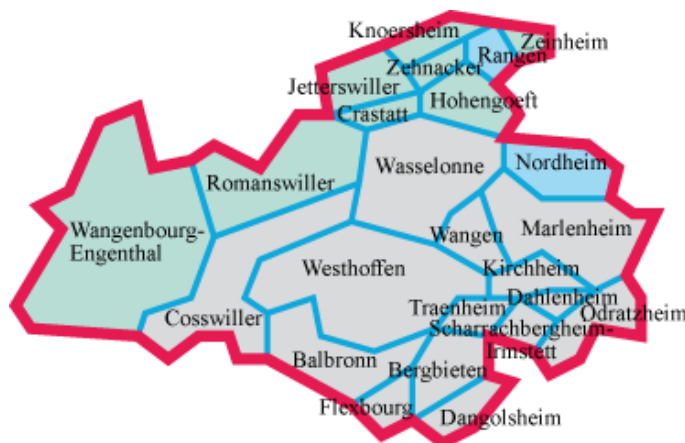 Knoersheim
Zeinheim
Rangen
Zehnacker
Jetterswiller
Hohengoeft
Crastatt
Wasselonne
Nordheim
Romanswiller
Wangenbourg-
Engenthal
Wangen
Marlenheim
Westhoffen
Kirchheim
Dahlenheim
Traenheim
Odratzheim
Cosswiller
Scharrachbergheim-
Irmstett
Balbronn
Bergbieten
Flexbourg
Dangolsheim